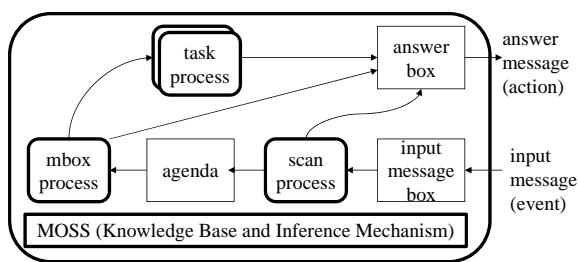 task
process
answer
box
answer
message
(action)
mbox
process
agenda
scan
process
input
message
box
input
message
(event)
MOSS (Knowledge Base and Inference Mechanism)